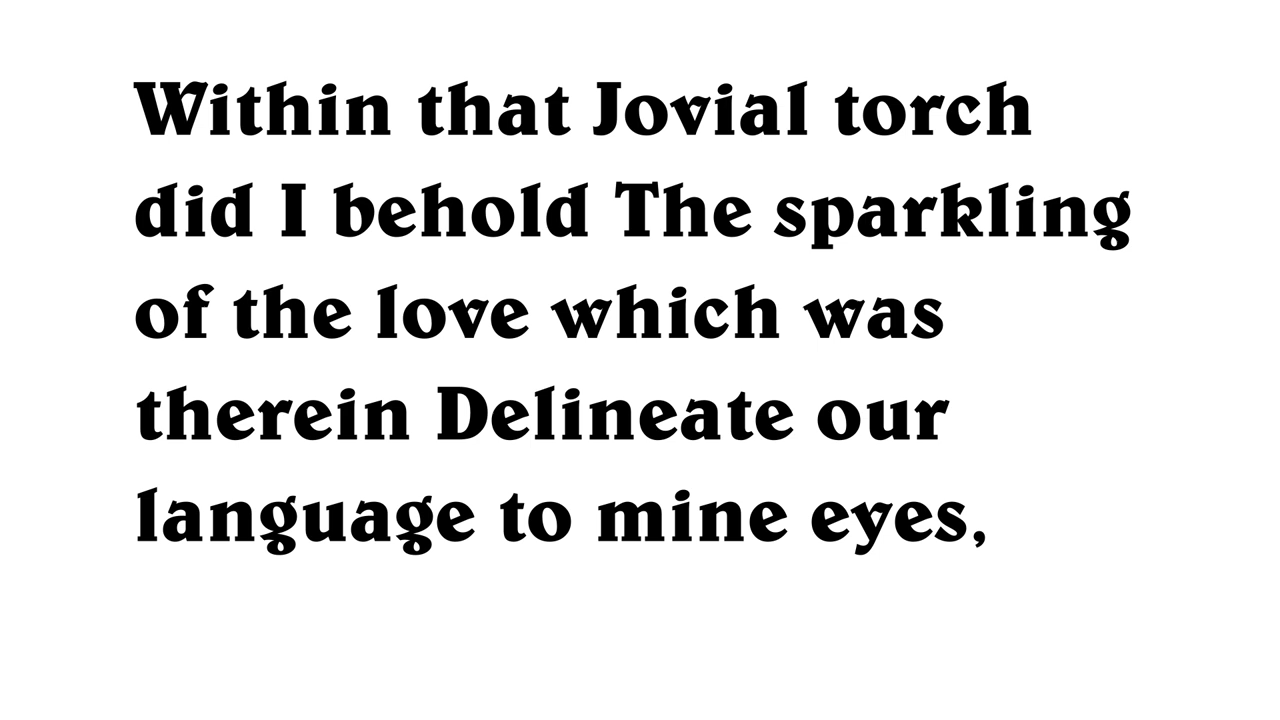 Within that Jovial torch
did I behold The sparkling
of the love which was
therein Delineate our
language to mine eyes,